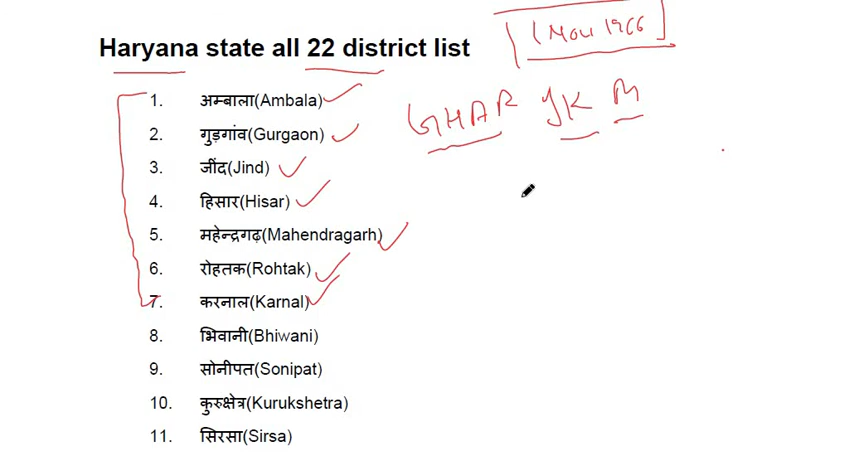 1 Nov 1966
Haryana state all 22 district list
GHAR JK M
1. अम्बाला(Ambala)
2. गुड़गांव(Gurgaon)
3. जींद(Jind)
4. हिसार(Hisar)
5. महेन्द्रगढ़(Mahendragarh)
6. रोहतक(Rohtak)
7. करनाल(Karnal)
8. भिवानी(Bhiwani)
9. सोनीपत(Sonipat)
10. कुरुक्षेत्र(Kurukshetra)
11. सिरसा(Sirsa)